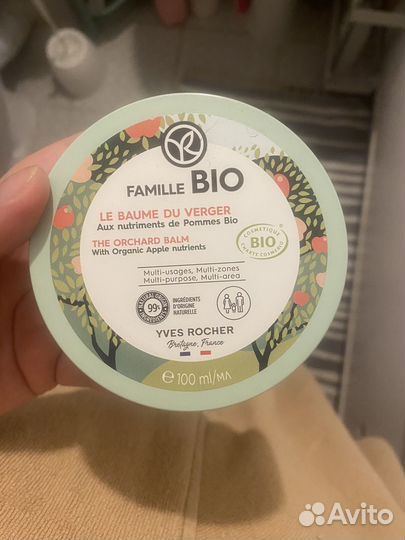 FAMILLE BIO
LE BAUME DU VERGER
Aux nutriments de Pommes Bio
THE ORCHARD BALM
With Organic Apple nutrients
COSMETIQUE
BIO
CHARTE COSMEBIO
Multi-usages, Multi-zones
Multi-purpose, Multi-area
99%
INGRÉDIENTS
D'ORIGINE
NATURELLE
YVES ROCHER
Bretagne, France
e 100 ml/мл
Avito